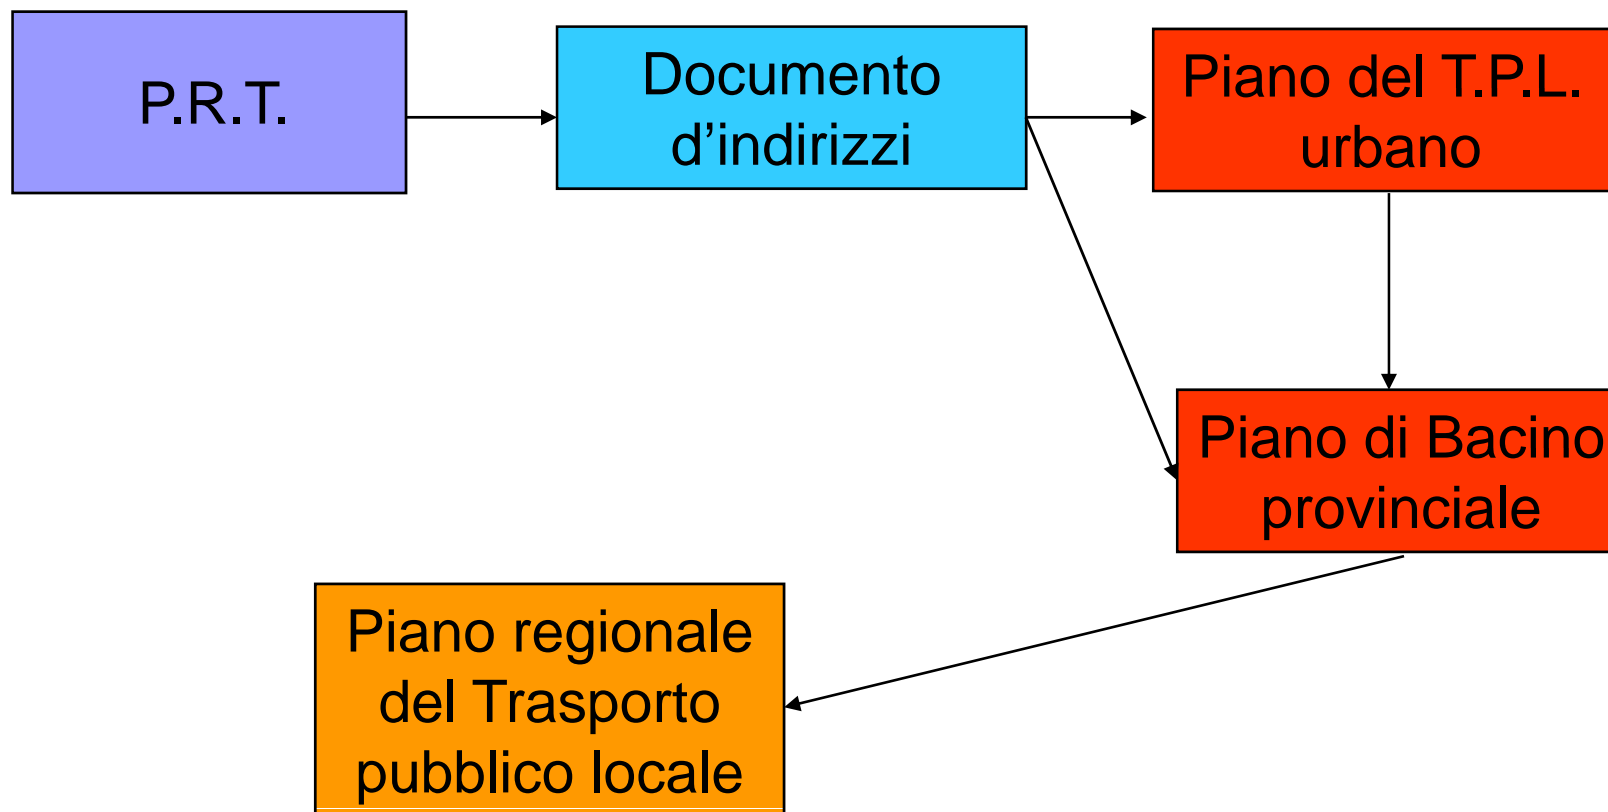 P.R.T.
Documento
d’indirizzi
Piano del T.P.L.
urbano
Piano di Bacino
provinciale
Piano regionale
del Trasporto
pubblico locale